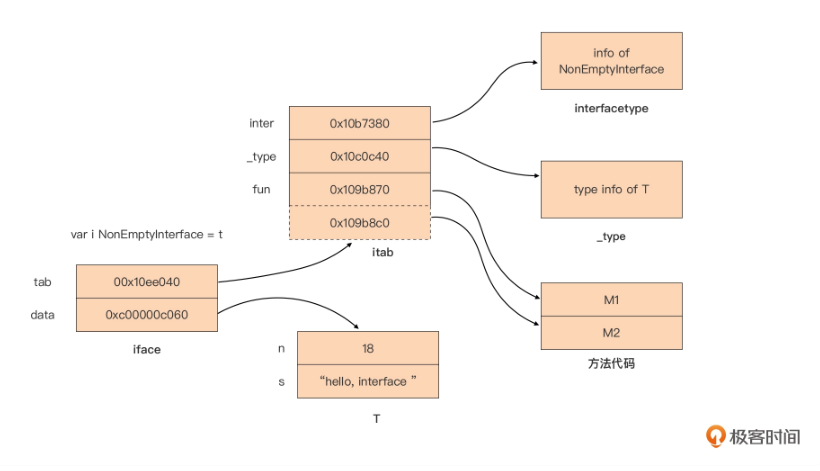 info of
NonEmptyInterface
interfacetype
inter
0x10b7380
_type
0x10c0c40
fun
0x109b870
0x109b8c0
itab
type info of T
_type
var i NonEmptyInterface = t
tab
00x10ee040
data
0xc00000c060
iface
M1
M2
方法代码
n
18
s
“hello, interface ”
T
极客时间